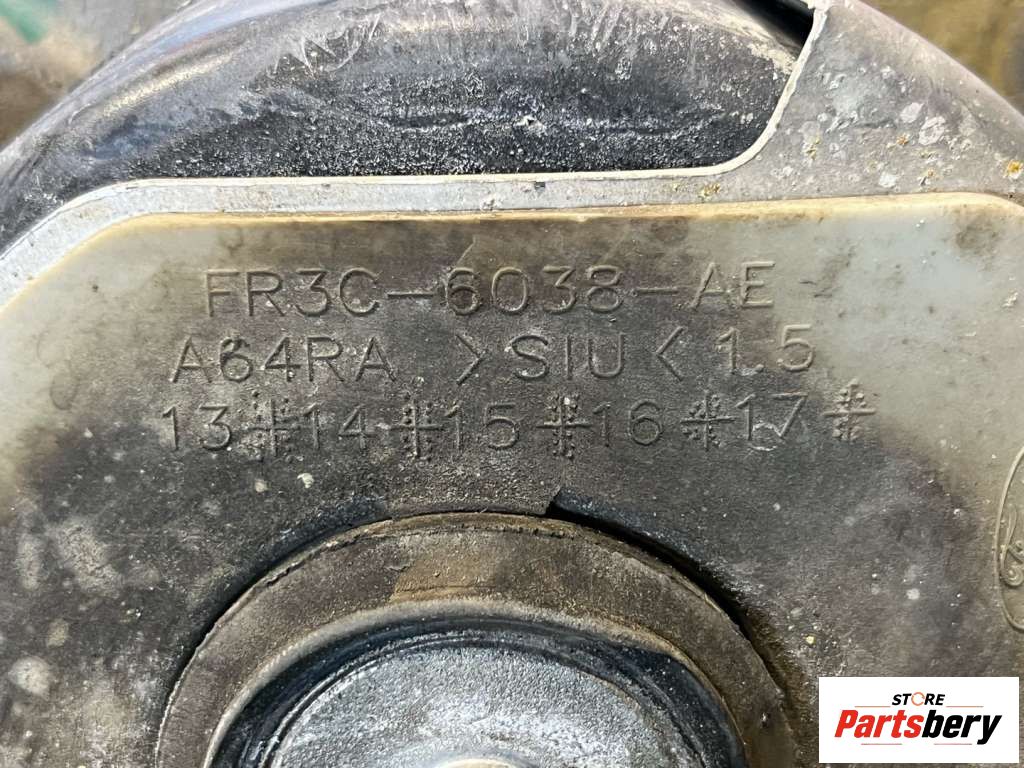 FR3C-6038-AE
A64RA >SIU< 1.5
13 14 15 16 17
STORE
Partsbery